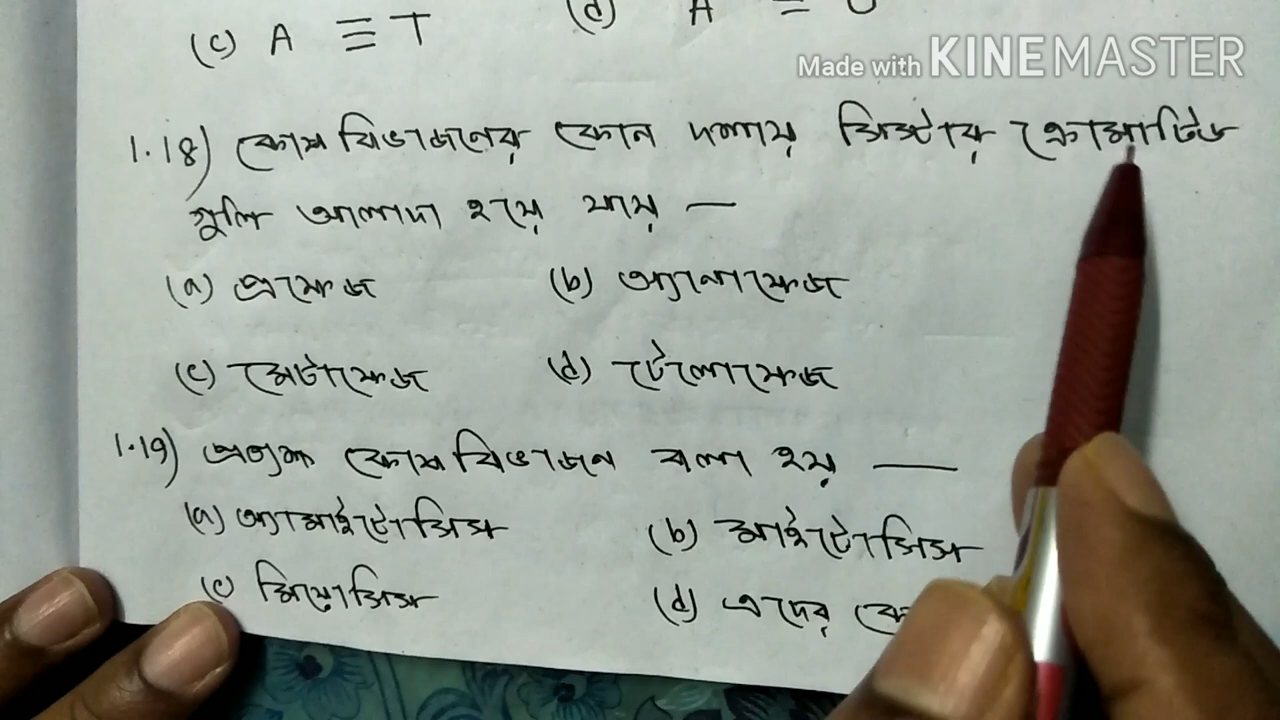 (c) A ≡ T (d) A = U
Made with KINEMASTER
1.18) কোষ বিভাজনের কোন দশায় সিস্টার ক্রোমাটিড
গুলি আলাদা হয়ে যায় —
(a) প্রফেজ (b) অ্যানাফেজ
(c) মেটাফেজ (d) টেলোফেজ
1.19) প্রত্যক্ষ কোষ বিভাজন বলা হয় —
(a) অ্যামাইটোসিস (b) মাইটোসিস
(c) মিয়োসিস (d) এদের